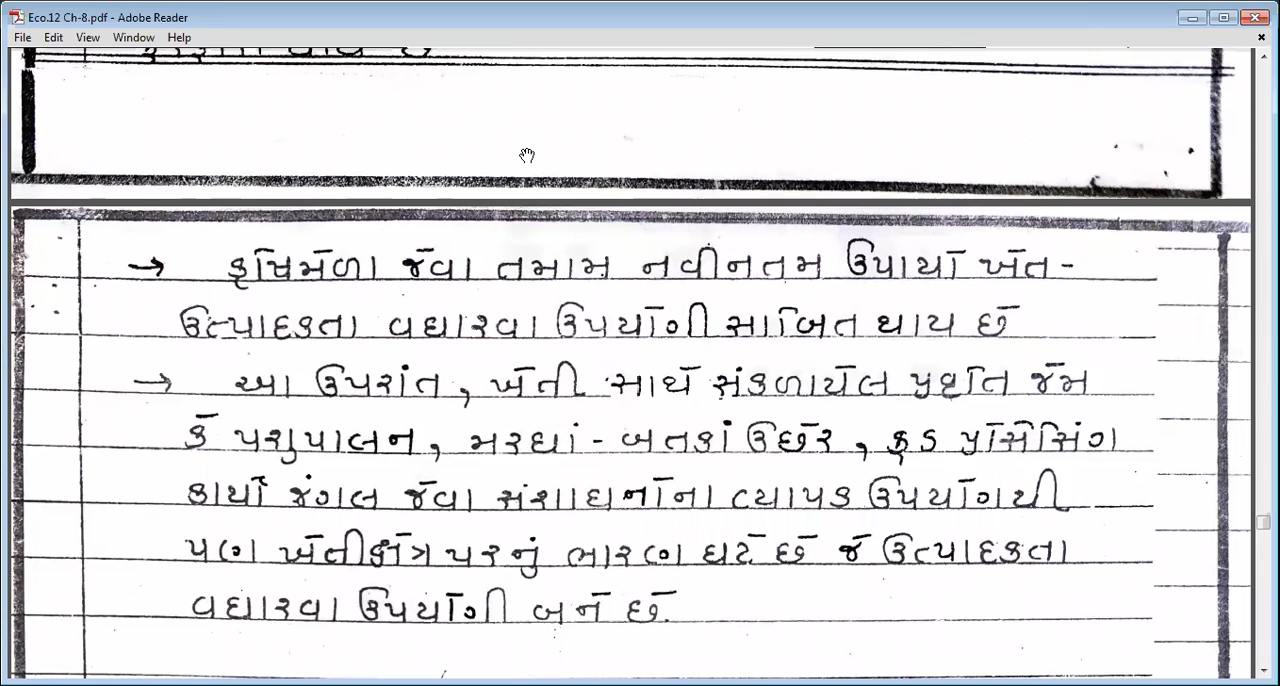 Eco.12 Ch-8.pdf - Adobe Reader
File Edit View Window Help
→ કૃષિમેળા જેવા તમામ નવીનતમ ઉપાયો ખેત-
ઉત્પાદકતા વધારવા ઉપયોગી સાબિત થાય છે
→ આ ઉપરાંત, ખેતી સાથે સંકળાયેલ પ્રવૃત્તિ જેમ
કે પશુપાલન, મરઘાં - બતકાં ઉછેર, ફુડ પ્રોસેસિંગ
કાર્યો જંગલ જેવા સંશાધનોના વ્યાપક ઉપયોગથી
પણ ખેતીક્ષેત્ર પરનું ભારણ ઘટે છે જે ઉત્પાદકતા
વધારવા ઉપયોગી બને છે.